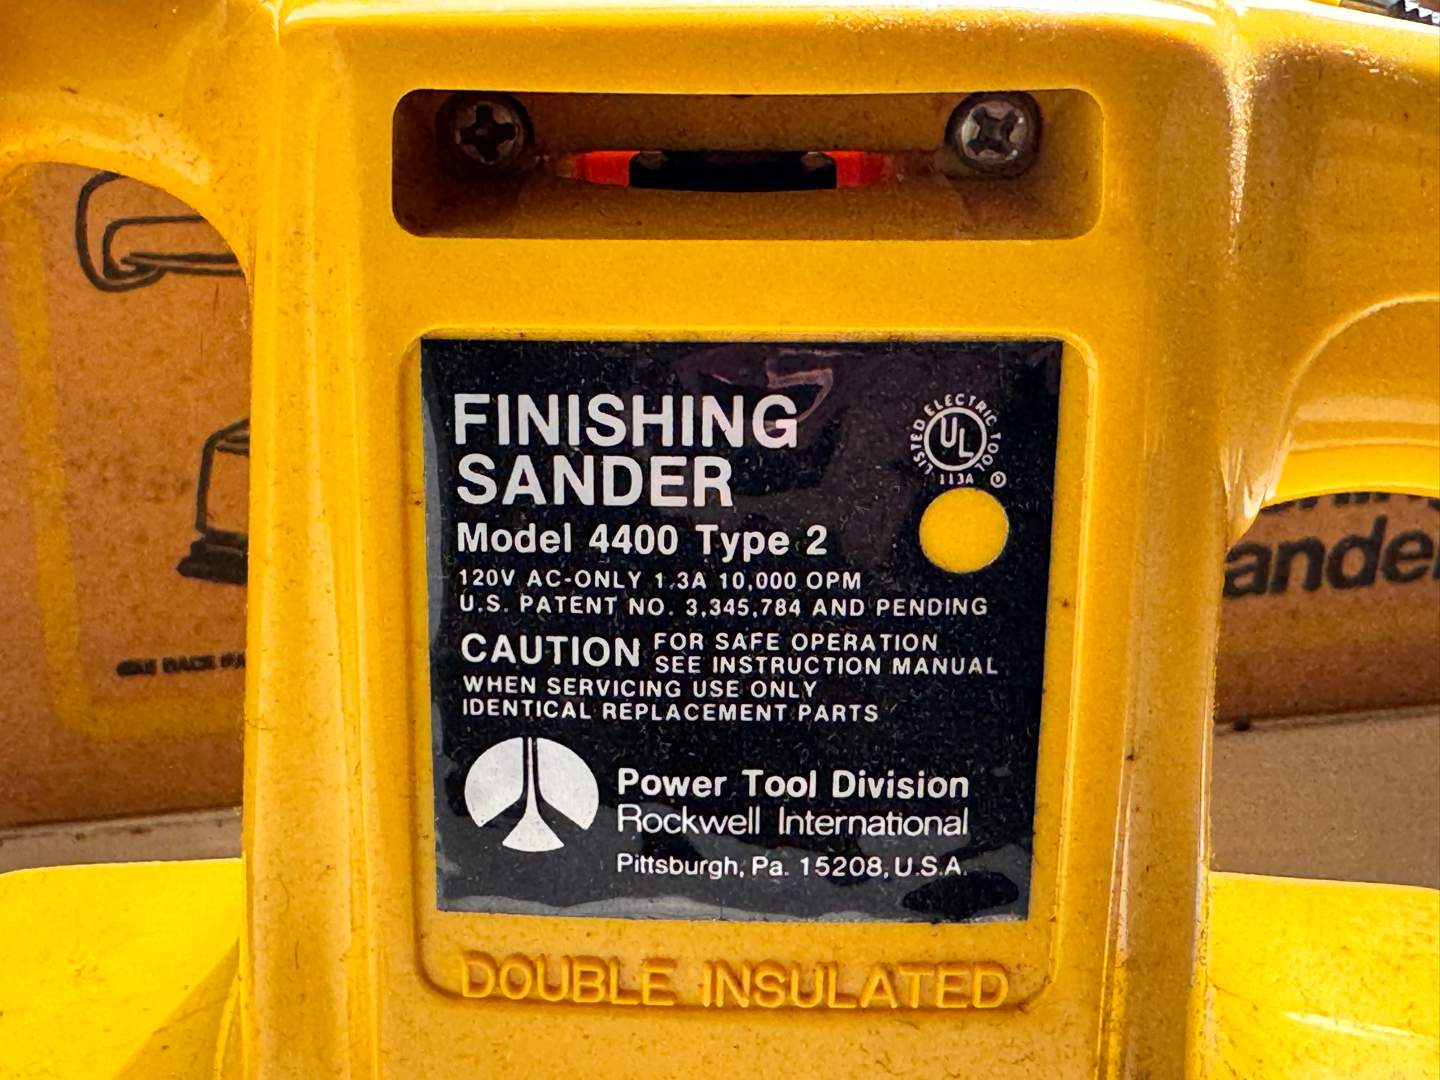 FINISHING
SANDER
Model 4400 Type 2
120V AC-ONLY 1.3A 10,000 OPM
U.S. PATENT NO. 3,345,784 AND PENDING
CAUTION FOR SAFE OPERATION
SEE INSTRUCTION MANUAL
WHEN SERVICING USE ONLY
IDENTICAL REPLACEMENT PARTS
Power Tool Division
Rockwell International
Pittsburgh, Pa. 15208, U.S.A.
LISTED ELECTRIC TOOL
UL
113A
DOUBLE INSULATED